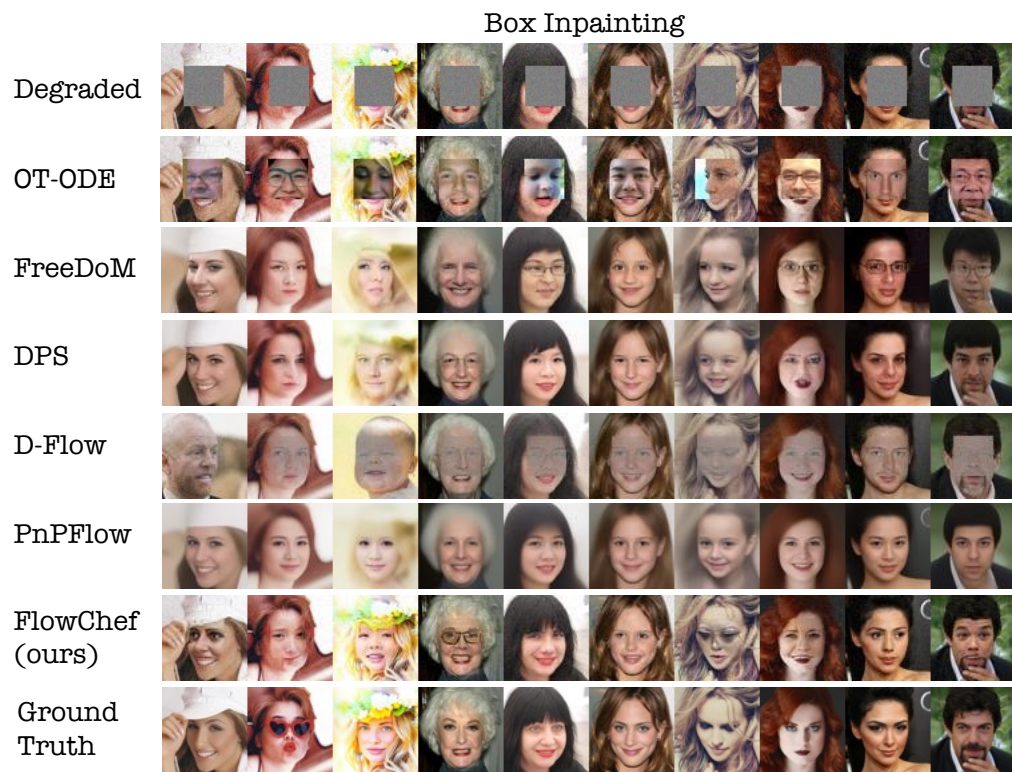 Box Inpainting
Degraded
OT-ODE
FreeDoM
DPS
D-Flow
PnPFlow
FlowChef
(ours)
Ground
Truth